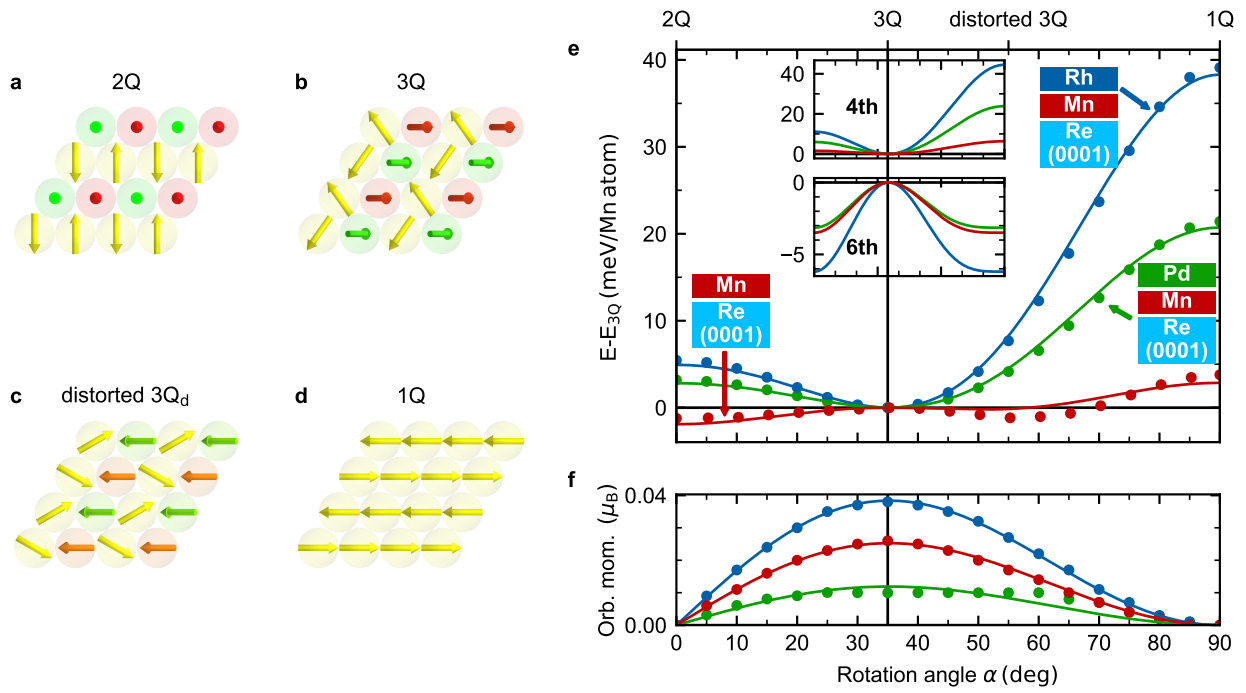 2Q 3Q distorted 3Q 1Q
a 2Q
b 3Q
c distorted 3Qd
d 1Q
e
E-E3Q (meV/Mn atom)
40
30
20
10
0
4th
40
20
0
6th
0
−5
Rh
Mn
Re
(0001)
Pd
Mn
Re
(0001)
Mn
Re
(0001)
f
Orb. mom. (μB)
0.04
0.00
0 10 20 30 40 50 60 70 80 90
Rotation angle α (deg)